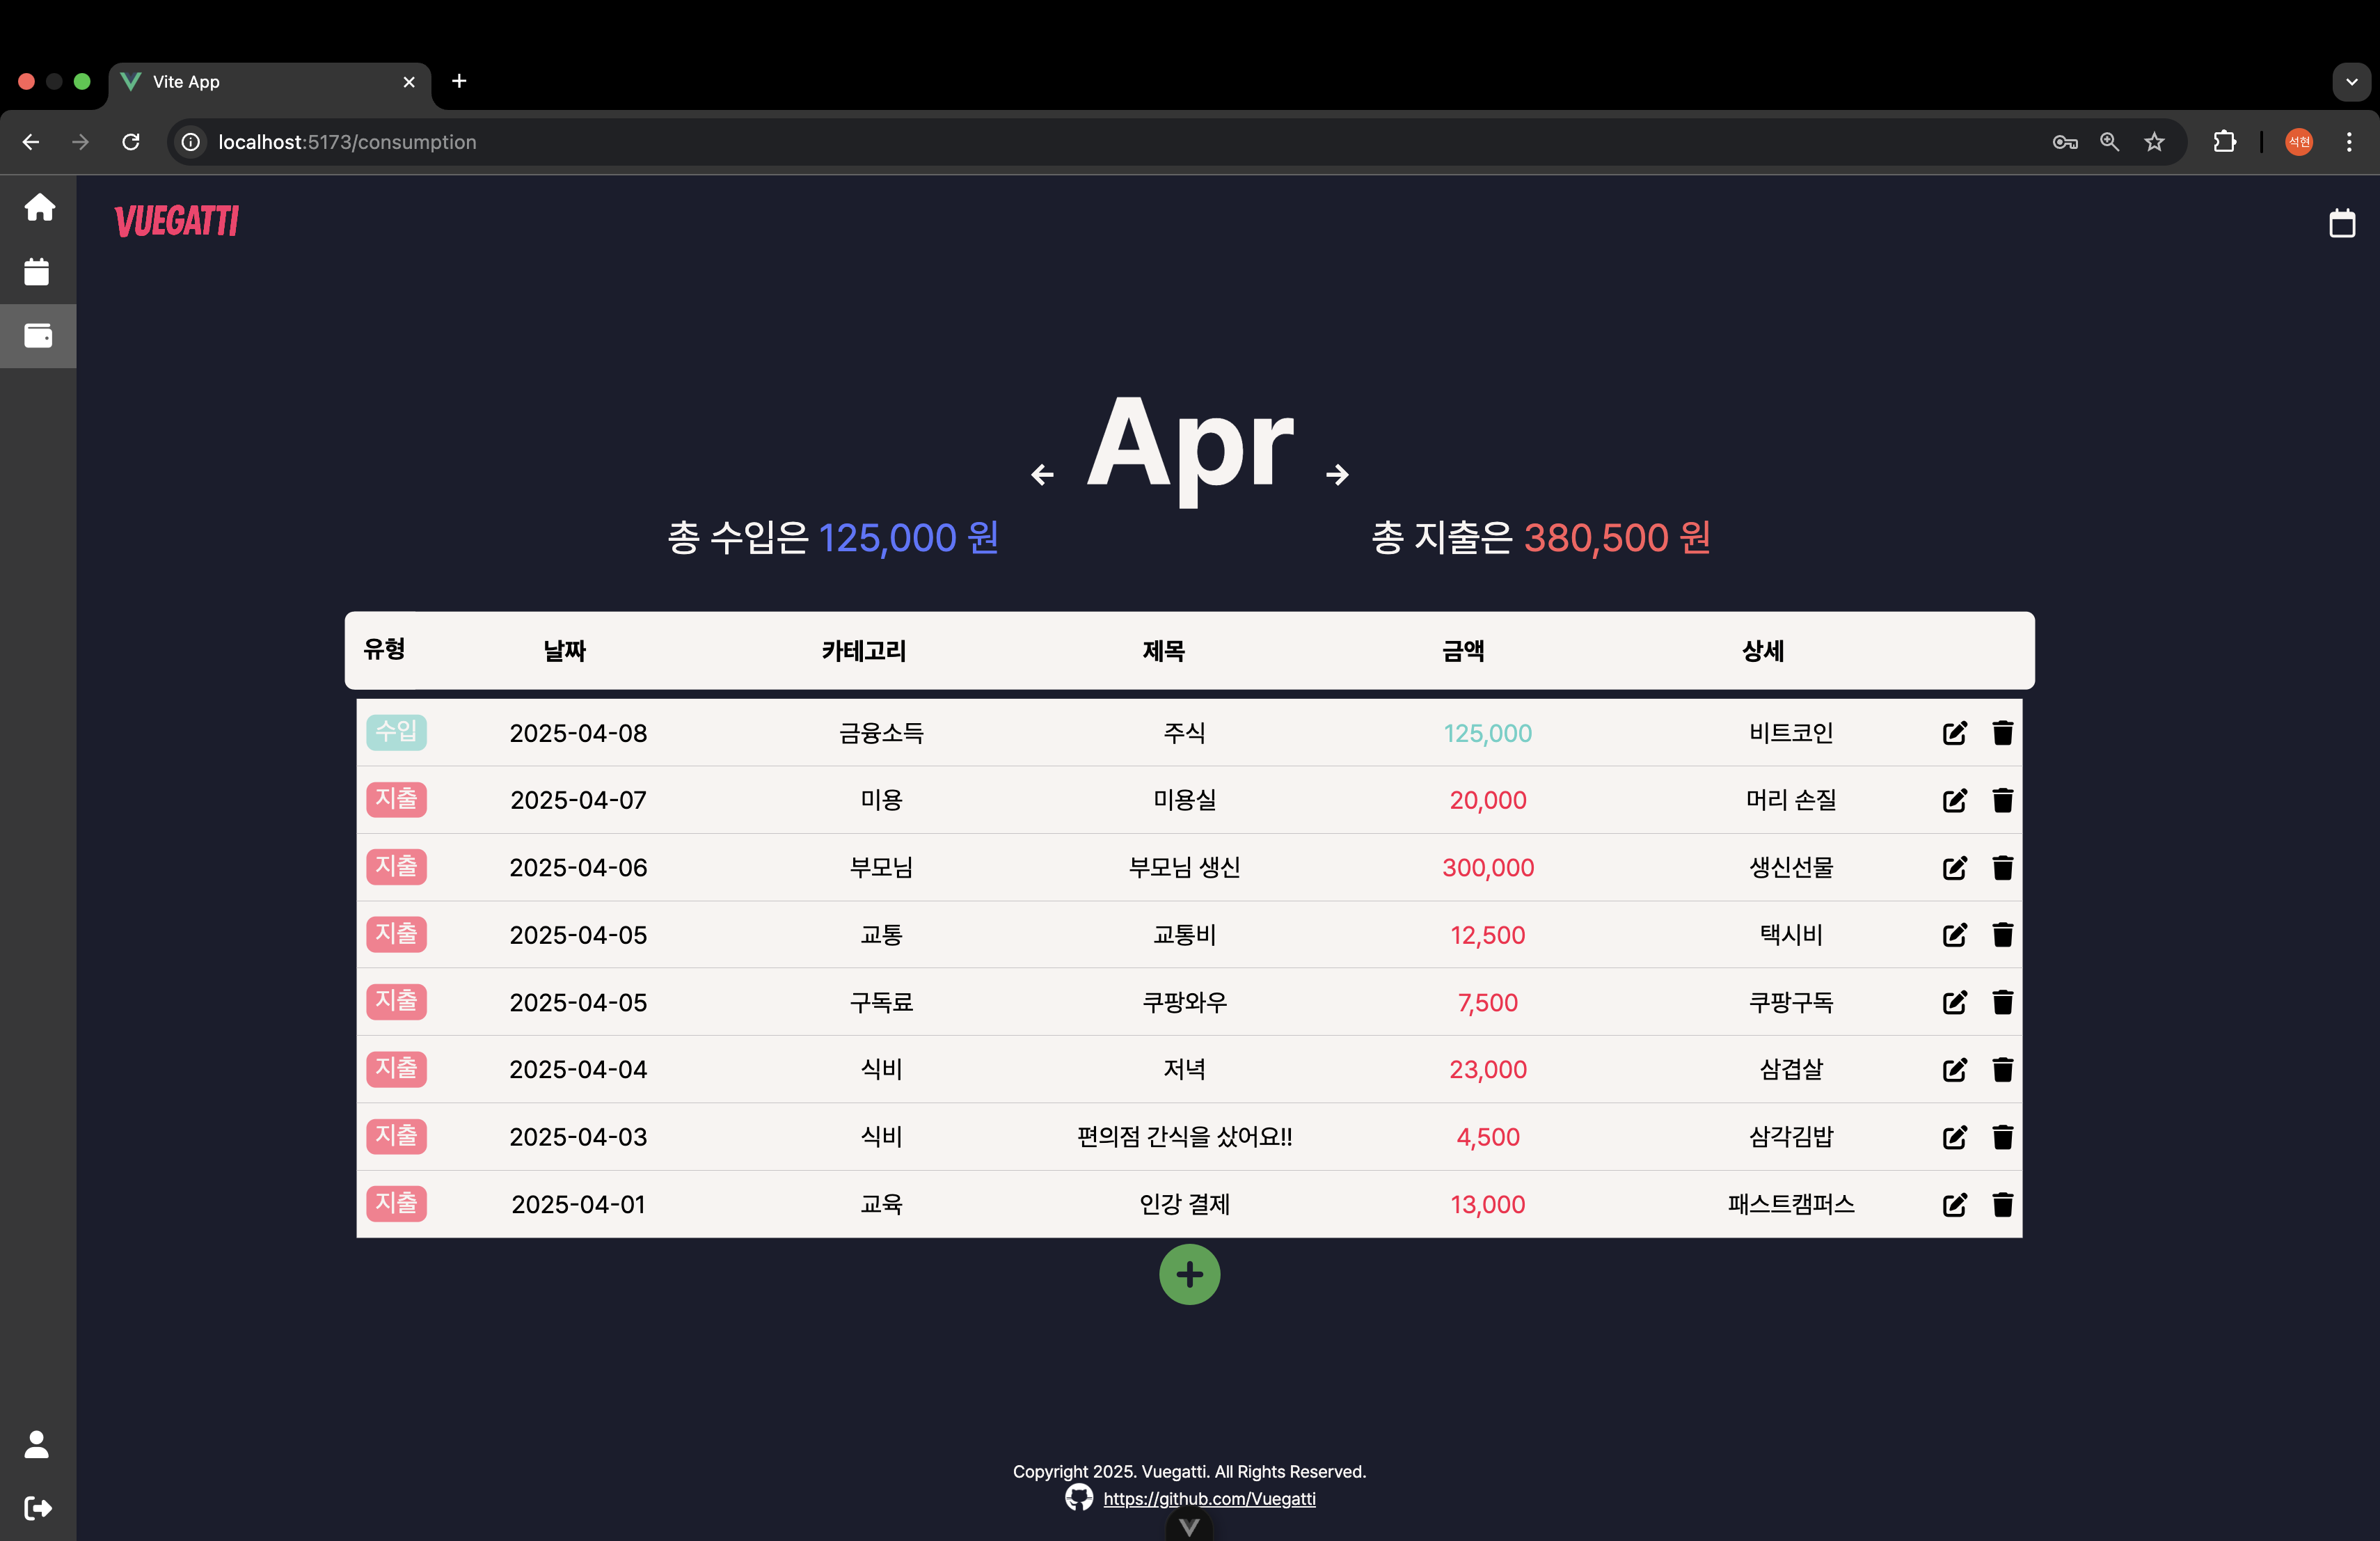 Vite App
localhost:5173/consumption
석현
VUEGATTI
Apr
총 수입은 125,000 원 총 지출은 380,500 원
유형 날짜 카테고리 제목 금액 상세
수입 2025-04-08 금융소득 주식 125,000 비트코인
지출 2025-04-07 미용 미용실 20,000 머리 손질
지출 2025-04-06 부모님 부모님 생신 300,000 생신선물
지출 2025-04-05 교통 교통비 12,500 택시비
지출 2025-04-05 구독료 쿠팡와우 7,500 쿠팡구독
지출 2025-04-04 식비 저녁 23,000 삼겹살
지출 2025-04-03 식비 편의점 간식을 샀어요!! 4,500 삼각김밥
지출 2025-04-01 교육 인강 결제 13,000 패스트캠퍼스
Copyright 2025. Vuegatti. All Rights Reserved.
https://github.com/Vuegatti